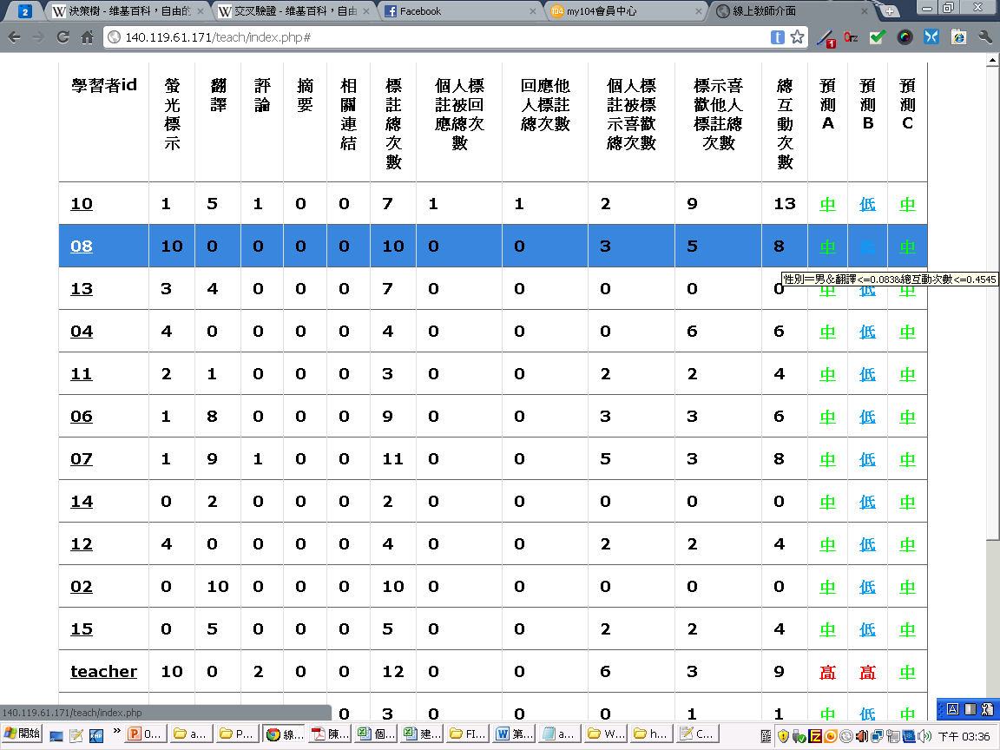 2 決策樹 - 維基百科，自由的 交叉驗證 - 維基百科，自由 Facebook my104會員中心 線上教師介面
140.119.61.171/teach/index.php#
學習者id 螢光標示 翻譯 評論 摘要 相關連結 標註總次數 個人標註被回應總次數 回應他人標註總次數 個人標註被標示喜歡總次數 標示喜歡他人標註總次數 總互動次數 預測A 預測B 預測C
10 1 5 1 0 0 7 1 1 2 9 13 中 低 中
08 10 0 0 0 0 10 0 0 3 5 8 中 低 中
性別=男&翻譯<=0.083&總互動次數<=0.4545
13 3 4 0 0 0 7 0 0 0 0 0 中 低 中
04 4 0 0 0 0 4 0 0 0 6 6 中 低 中
11 2 1 0 0 0 3 0 0 2 2 4 中 低 中
06 1 8 0 0 0 9 0 0 3 3 6 中 低 中
07 1 9 1 0 0 11 0 0 5 3 8 中 低 中
14 0 2 0 0 0 2 0 0 0 0 0 中 低 中
12 4 0 0 0 0 4 0 0 2 2 4 中 低 中
02 0 10 0 0 0 10 0 0 0 0 0 中 低 中
15 0 5 0 0 0 5 0 0 2 2 4 中 低 中
teacher 10 0 2 0 0 12 0 0 6 3 9 高 高 中
0 3 0 0 0 1 1 中 低 中
140.119.61.171/teach/index.php
開始 O... a... P... 線... 陳... 個... 建... FI... 第... a... W... h... C... 下午 03:36